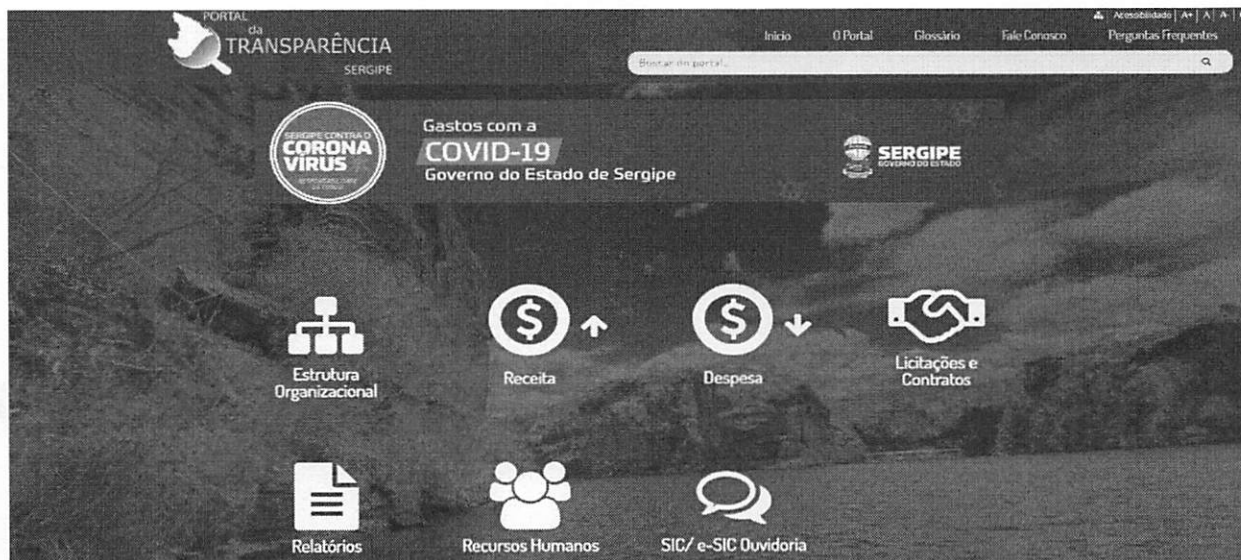 PORTAL
da
TRANSPARÊNCIA
SERGIPE
Acessibilidade | A+ | A | A- |
Início O Portal Glossário Fale Conosco Perguntas Frequentes
Buscar no portal...
SERGIPE CONTRA O
CORONA
VÍRUS
RESPONSABILIDADE
Gastos com a
COVID-19
Governo do Estado de Sergipe
SERGIPE
GOVERNO DO ESTADO
Estrutura
Organizacional
Receita
Despesa
Licitações e
Contratos
Relatórios
Recursos Humanos
SIC/ e-SIC Ouvidoria